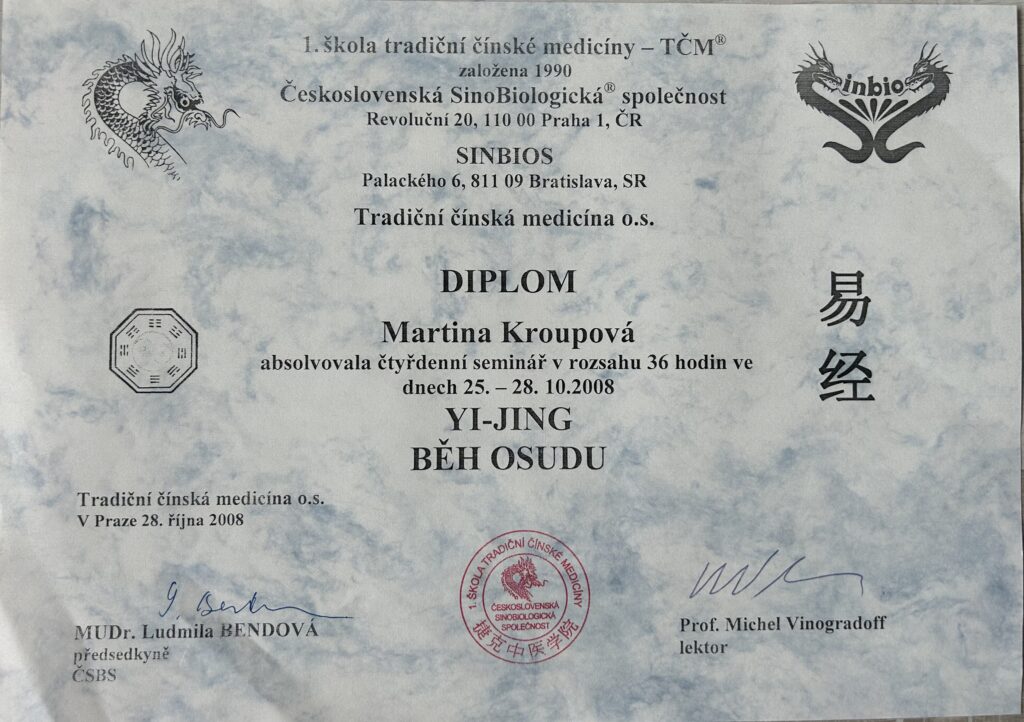 1. škola tradiční čínské medicíny – TČM®
založena 1990
Československá SinoBiologická® společnost
Revoluční 20, 110 00 Praha 1, ČR
SINBIOS
Palackého 6, 811 09 Bratislava, SR
Tradiční čínská medicína o.s.
inbio
DIPLOM
Martina Kroupová
absolvovala čtyřdenní seminář v rozsahu 36 hodin ve
dnech 25. – 28. 10.2008
YI-JING
BĚH OSUDU
易
经
Tradiční čínská medicína o.s.
V Praze 28. října 2008
1. ŠKOLA TRADIČNÍ ČÍNSKÉ MEDICÍNY
ČESKOSLOVENSKÁ
SINOBIOLOGICKÁ
SPOLEČNOST
捷克中医学院
MUDr. Ludmila BENDOVÁ
předsedkyně
ČSBS
Prof. Michel Vinogradoff
lektor